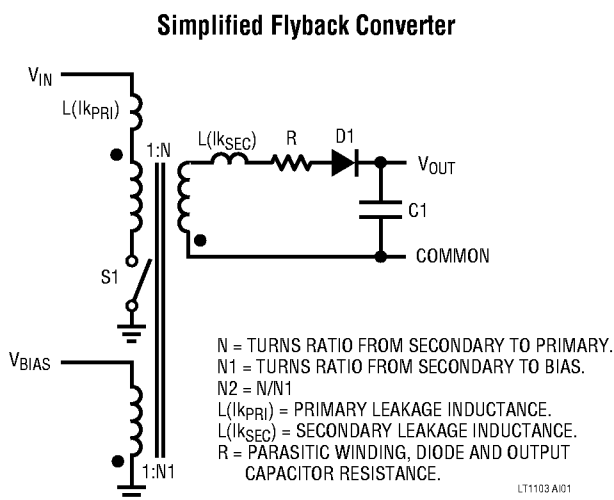 Simplified Flyback Converter
VIN
L(lkPRI)
1:N
L(lkSEC)
R
D1
VOUT
C1
COMMON
S1
VBIAS
1:N1
N = TURNS RATIO FROM SECONDARY TO PRIMARY.
N1 = TURNS RATIO FROM SECONDARY TO BIAS.
N2 = N/N1
L(lkPRI) = PRIMARY LEAKAGE INDUCTANCE.
L(lkSEC) = SECONDARY LEAKAGE INDUCTANCE.
R = PARASITIC WINDING, DIODE AND OUTPUT
CAPACITOR RESISTANCE.
LT1103 AI01